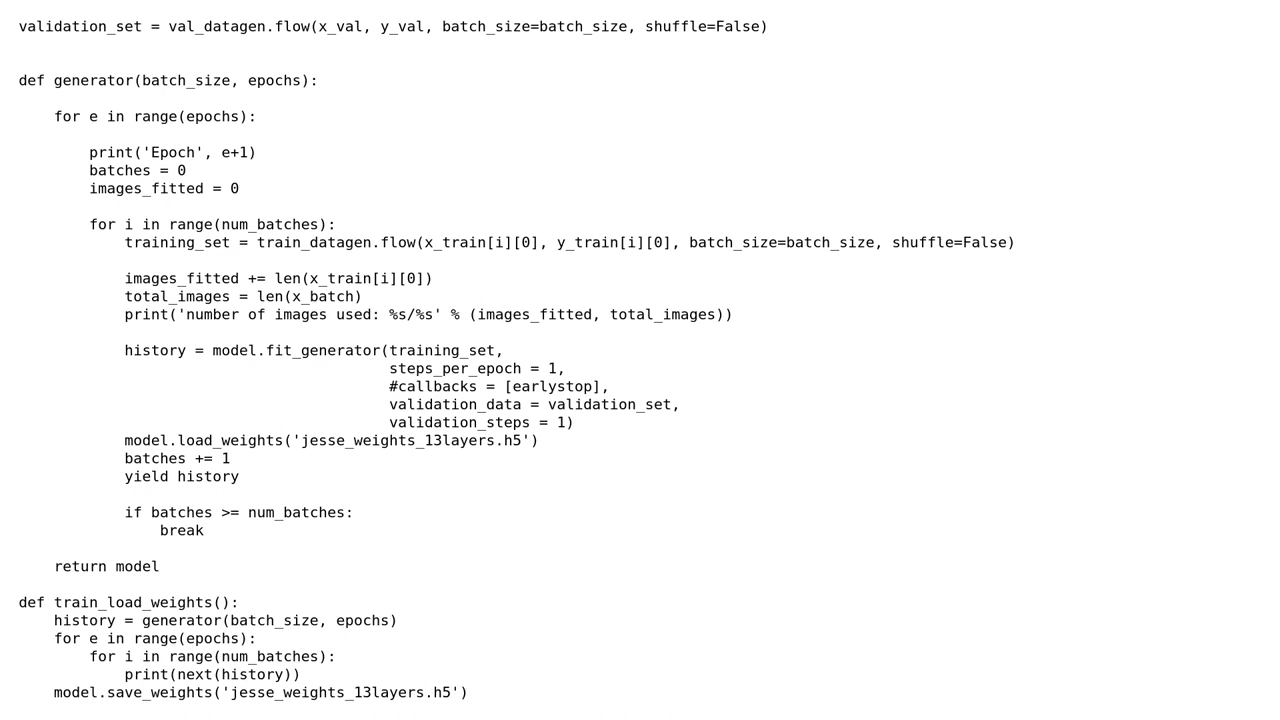 validation_set = val_datagen.flow(x_val, y_val, batch_size=batch_size, shuffle=False)
def generator(batch_size, epochs):
    for e in range(epochs):
        print('Epoch', e+1)
        batches = 0
        images_fitted = 0
        for i in range(num_batches):
            training_set = train_datagen.flow(x_train[i][0], y_train[i][0], batch_size=batch_size, shuffle=False)
            images_fitted += len(x_train[i][0])
            total_images = len(x_batch)
            print('number of images used: %s/%s' % (images_fitted, total_images))
            history = model.fit_generator(training_set,
                                          steps_per_epoch = 1,
                                          #callbacks = [earlystop],
                                          validation_data = validation_set,
                                          validation_steps = 1)
            model.load_weights('jesse_weights_13layers.h5')
            batches += 1
            yield history
            if batches >= num_batches:
                break
    return model
def train_load_weights():
    history = generator(batch_size, epochs)
    for e in range(epochs):
        for i in range(num_batches):
            print(next(history))
    model.save_weights('jesse_weights_13layers.h5')